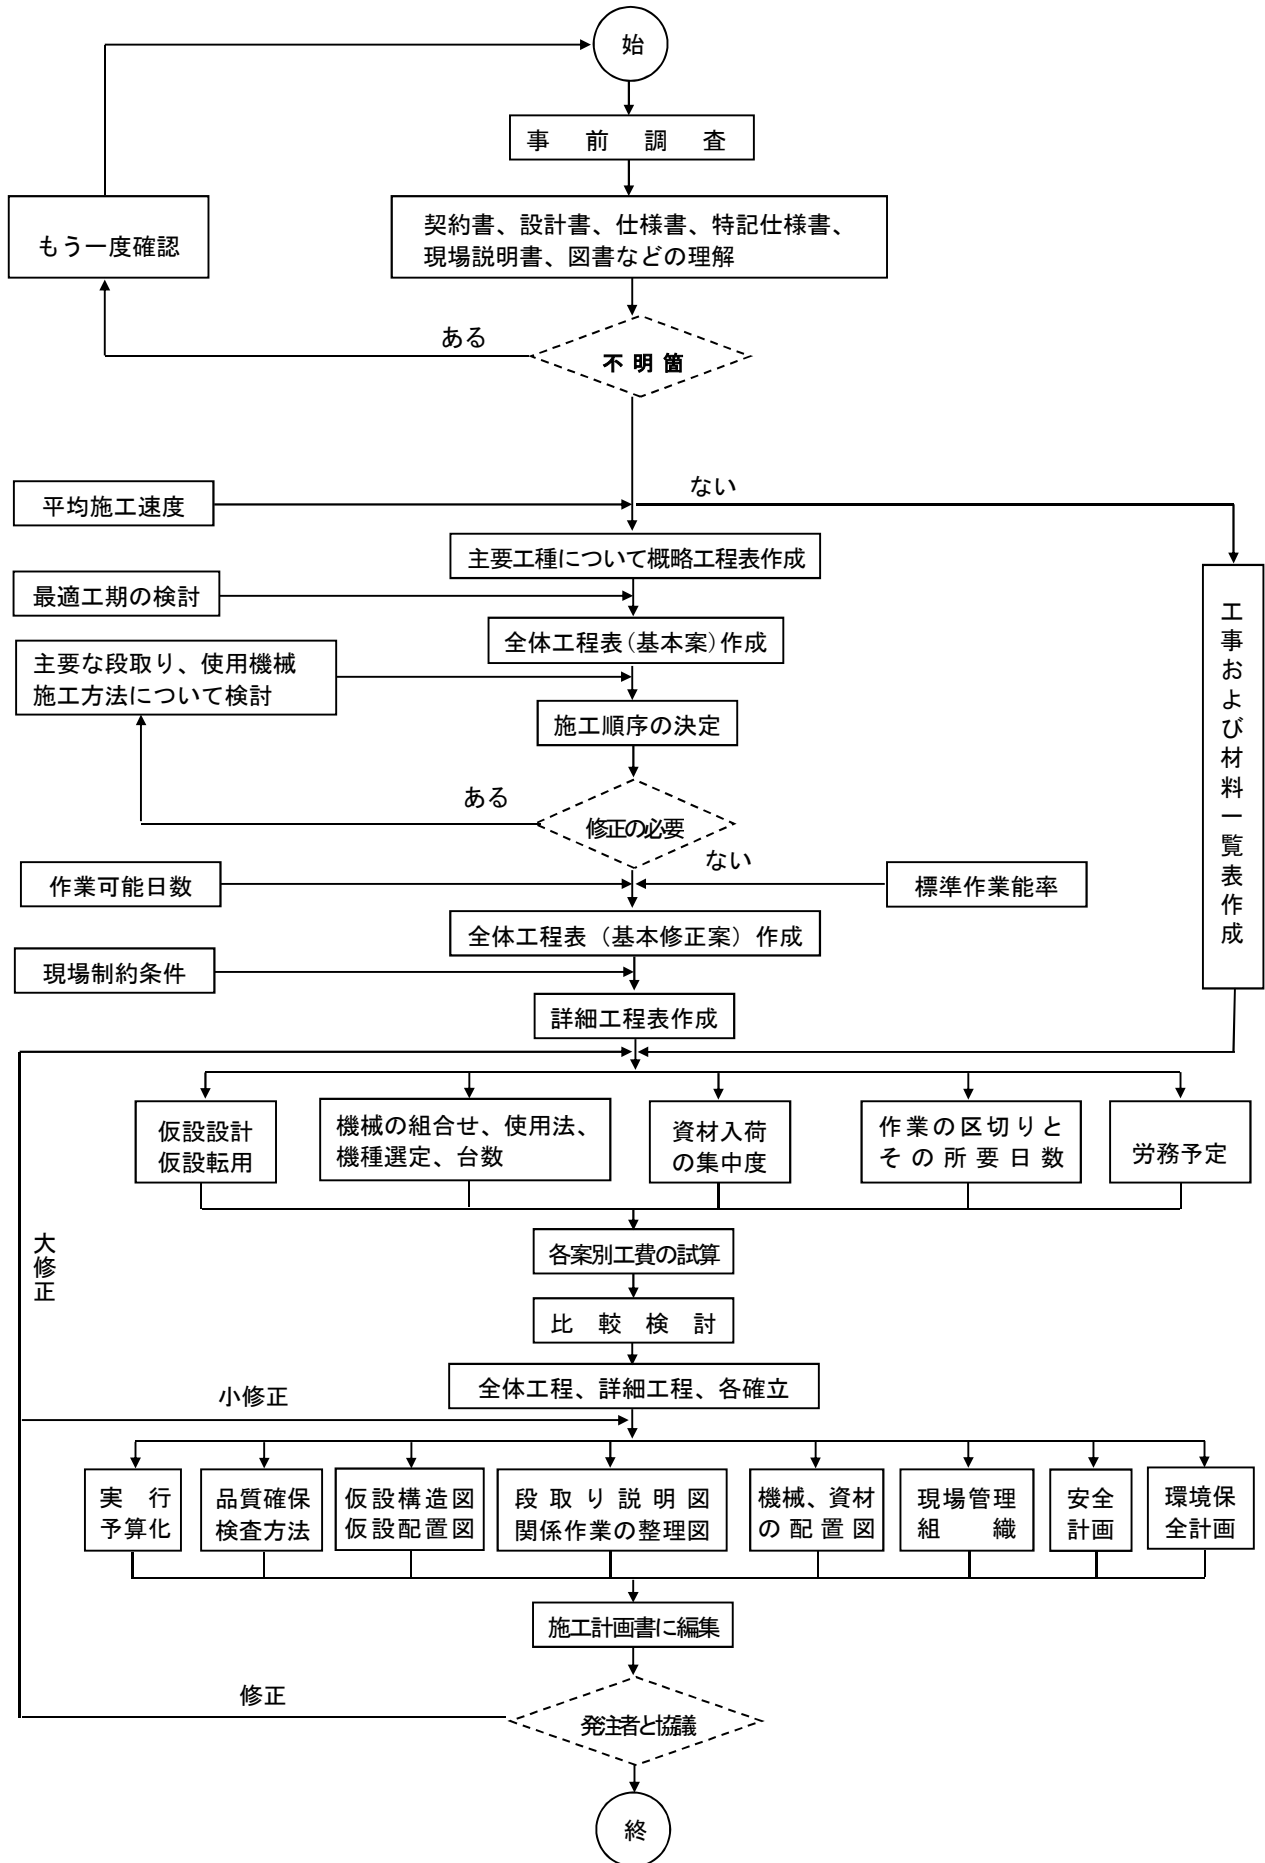 始
事前調査
契約書、設計書、仕様書、特記仕様書、
現場説明書、図書などの理解
もう一度確認
ある
不明箇
ない
平均施工速度
主要工種について概略工程表作成
最適工期の検討
全体工程表(基本案)作成
主要な段取り、使用機械
施工方法について検討
施工順序の決定
ある
修正の必要
ない
工事および材料一覧表作成
作業可能日数
標準作業能率
全体工程表(基本修正案)作成
現場制約条件
詳細工程表作成
仮設設計
仮設転用
機械の組合せ、使用法、
機種選定、台数
資材入荷
の集中度
作業の区切りと
その所要日数
労務予定
大修正
各案別工費の試算
比較検討
全体工程、詳細工程、各確立
小修正
実行
予算化
品質確保
検査方法
仮設構造図
仮設配置図
段取り説明図
関係作業の整理図
機械、資材
の配置図
現場管理
組織
安全
計画
環境保
全計画
施工計画書に編集
修正
発注者と協議
終